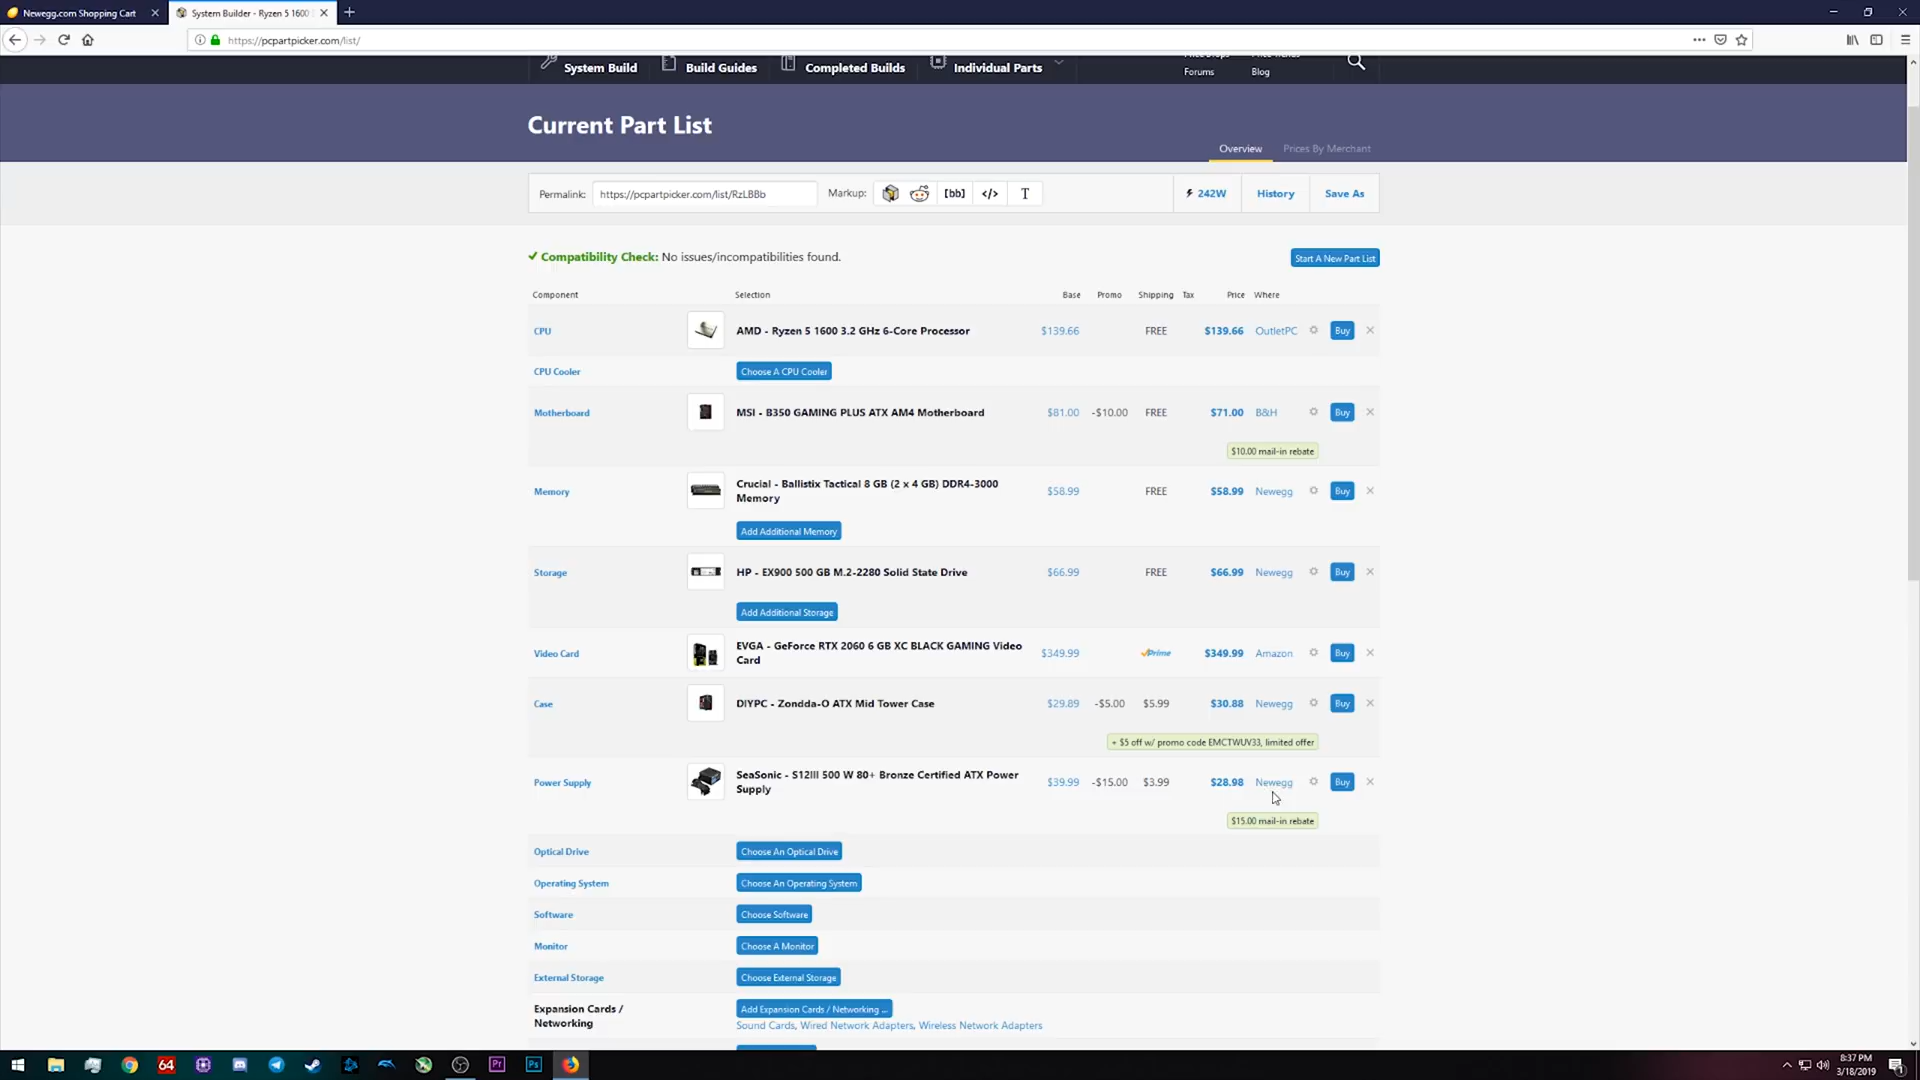 Newegg.com Shopping Cart
System Builder - Ryzen 5 1600
https://pcpartpicker.com/list/
System Build
Build Guides
Completed Builds
Individual Parts
Forums
Blog
Current Part List
Overview
Prices By Merchant
Permalink: https://pcpartpicker.com/list/RzLBBb
Markup: [bb] </> T
242W
History
Save As
Compatibility Check: No issues/incompatibilities found.
Start A New Part List
Component Selection Base Promo Shipping Tax Price Where
CPU AMD - Ryzen 5 1600 3.2 GHz 6-Core Processor $139.66 FREE $139.66 OutletPC Buy
CPU Cooler Choose A CPU Cooler
Motherboard MSI - B350 GAMING PLUS ATX AM4 Motherboard $81.00 -$10.00 FREE $71.00 B&H Buy
$10.00 mail-in rebate
Memory Crucial - Ballistix Tactical 8 GB (2 x 4 GB) DDR4-3000
Memory $58.99 FREE $58.99 Newegg Buy
Add Additional Memory
Storage HP - EX900 500 GB M.2-2280 Solid State Drive $66.99 FREE $66.99 Newegg Buy
Add Additional Storage
Video Card EVGA - GeForce RTX 2060 6 GB XC BLACK GAMING Video
Card $349.99 Prime $349.99 Amazon Buy
Case DIYPC - Zondda-O ATX Mid Tower Case $29.89 -$5.00 $5.99 $30.88 Newegg Buy
+ $5 off w/ promo code EMCTWUV33, limited offer
Power Supply SeaSonic - S12III 500 W 80+ Bronze Certified ATX Power
Supply $39.99 -$15.00 $3.99 $28.98 Newegg Buy
$15.00 mail-in rebate
Optical Drive Choose An Optical Drive
Operating System Choose An Operating System
Software Choose Software
Monitor Choose A Monitor
External Storage Choose External Storage
Expansion Cards /
Networking Add Expansion Cards / Networking ...
Sound Cards, Wired Network Adapters, Wireless Network Adapters
64
Pr
Ps
8:37 PM
3/18/2019